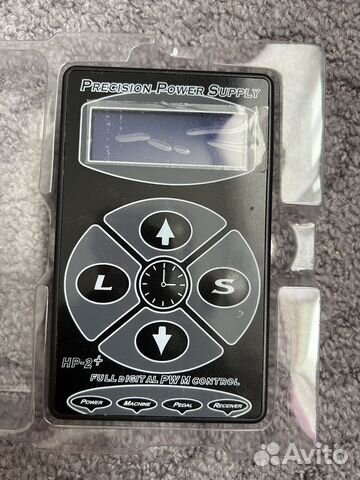 PRECISION POWER SUPPLY
L
S
HP-2+
FULL DIGITAL PWM CONTROL
POWER MACHINE PEDAL RECEIVER
Avito